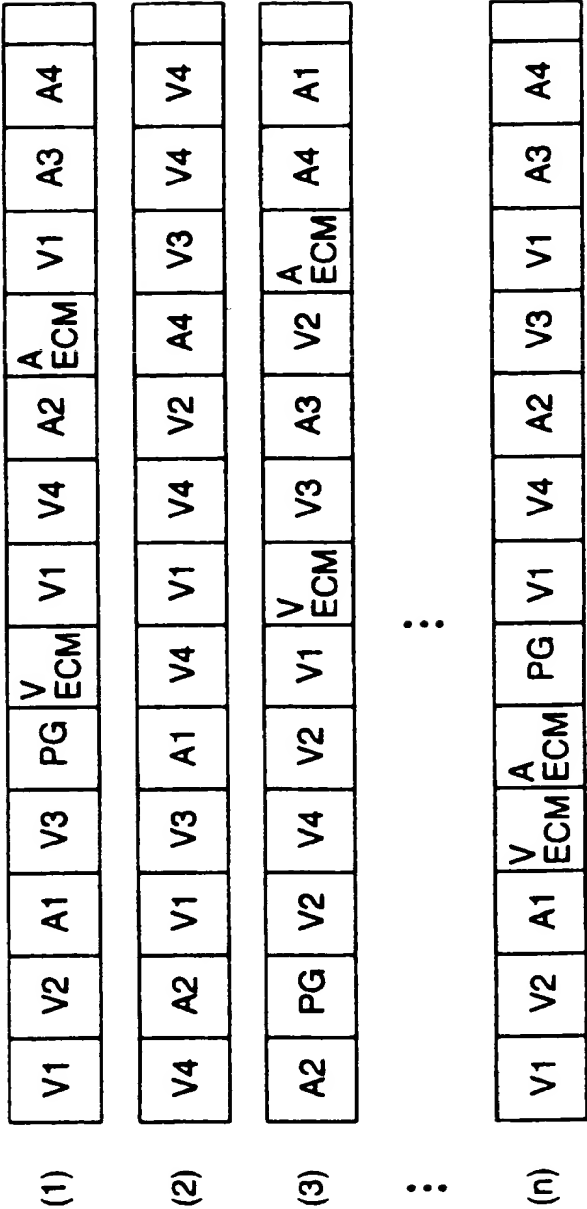 (1) V1 V2 A1 V3 PG V ECM V1 V4 A2 A ECM V1 A3 A4
(2) V4 A2 V1 V3 A1 V4 V1 V4 V2 A4 V3 V4 V4
(3) A2 PG V2 V4 V2 V1 V ECM V3 A3 V2 A ECM A4 A1
(n) V1 V2 A1 V ECM A ECM PG V1 V4 A2 V3 V1 A3 A4